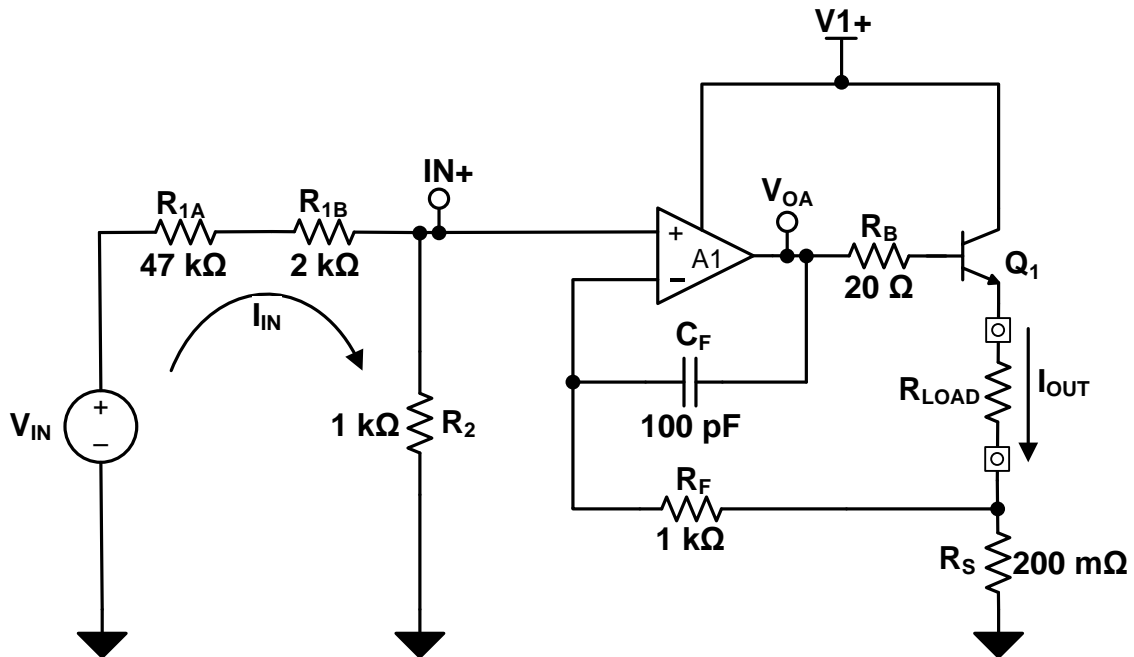 V1+
IN+
R1A
R1B
47 kΩ
2 kΩ
IIN
VIN
+
−
1 kΩ
R2
+
−
A1
VOA
RB
20 Ω
Q1
CF
100 pF
RLOAD
IOUT
RF
1 kΩ
RS
200 mΩ